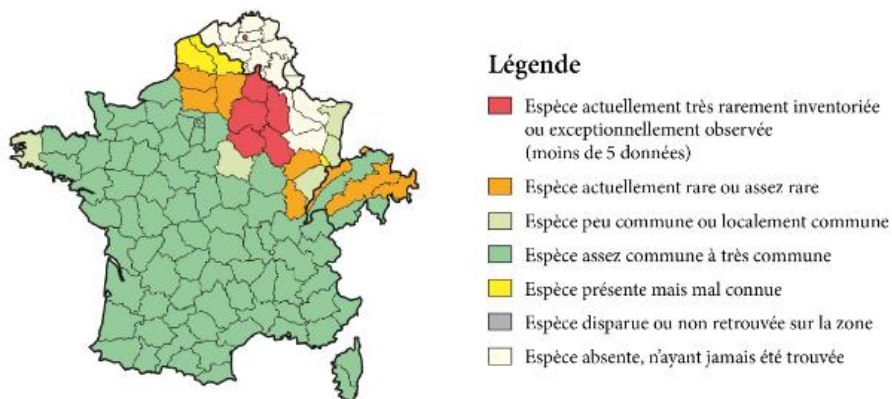 Légende
Espèce actuellement très rarement inventoriée
ou exceptionnellement observée
(moins de 5 données)
Espèce actuellement rare ou assez rare
Espèce peu commune ou localement commune
Espèce assez commune à très commune
Espèce présente mais mal connue
Espèce disparue ou non retrouvée sur la zone
Espèce absente, n'ayant jamais été trouvée